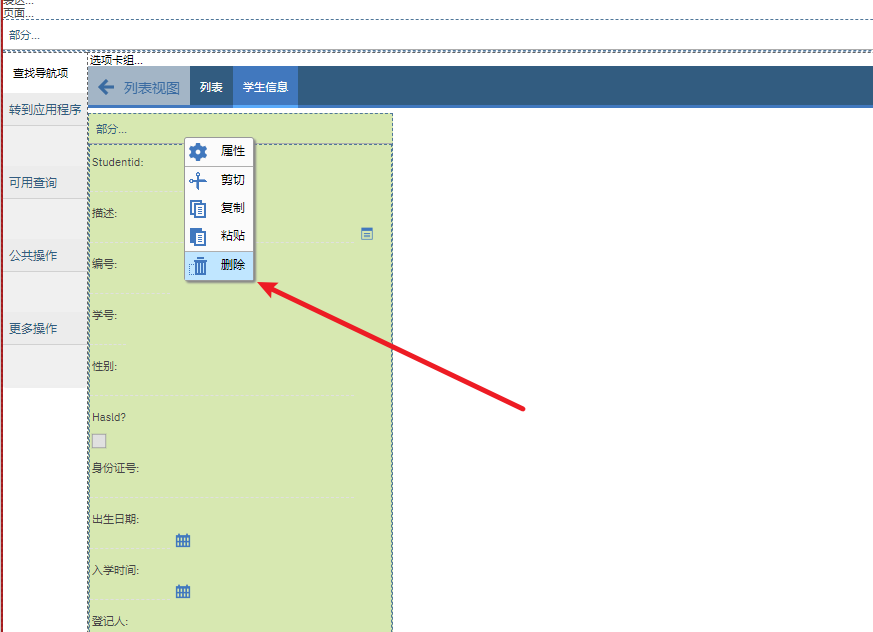 表达...
页面...
部分...
选项卡组...
查找导航项
列表视图
列表
学生信息
转到应用程序
部分...
属性
Studentid:
剪切
可用查询
复制
描述:
粘贴
公共操作
编号:
删除
学号:
更多操作
性别:
HasId?
身份证号:
出生日期:
入学时间:
登记人: